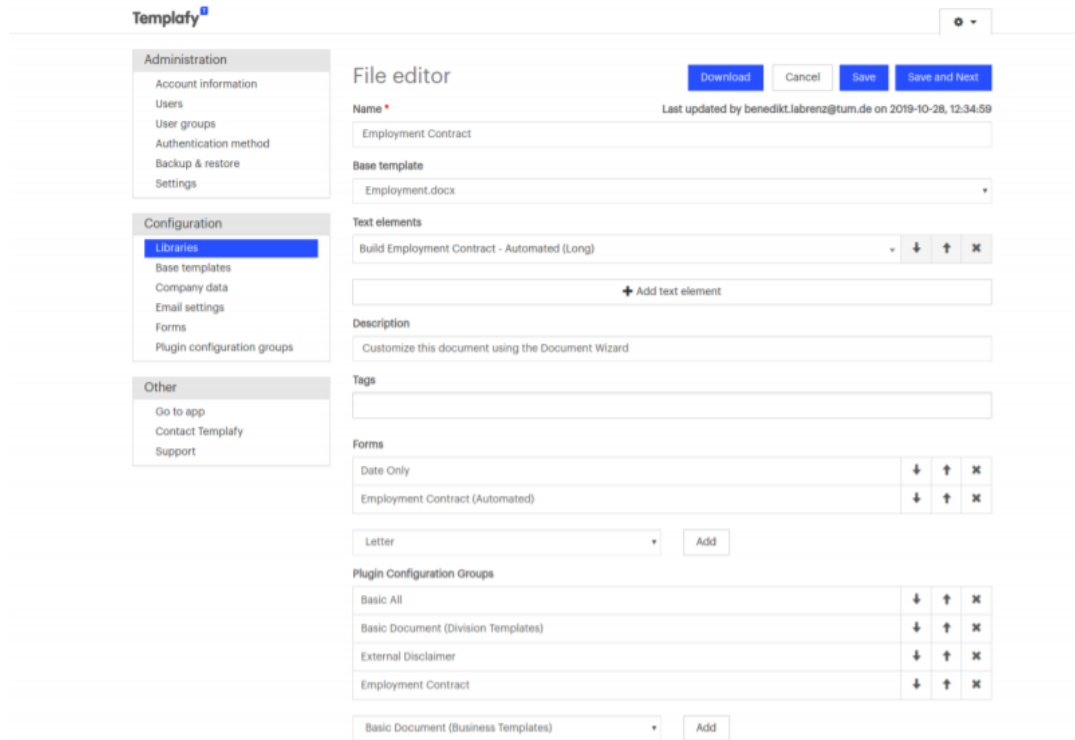 Templafy
Administration
Account information
Users
User groups
Authentication method
Backup & restore
Settings
Configuration
Libraries
Base templates
Company data
Email settings
Forms
Plugin configuration groups
Other
Go to app
Contact Templafy
Support
File editor
Download Cancel Save Save and Next
Name * Last updated by benedikt.labrenz@tum.de on 2019-10-28, 12:34:59
Employment Contract
Base template
Employment.docx
Text elements
Build Employment Contract - Automated (Long)
+ Add text element
Description
Customize this document using the Document Wizard
Tags
Forms
Date Only
Employment Contract (Automated)
Letter Add
Plugin Configuration Groups
Basic All
Basic Document (Division Templates)
External Disclaimer
Employment Contract
Basic Document (Business Templates) Add